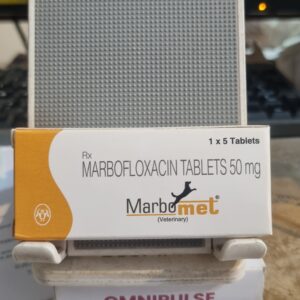 1 x 5 Tablets
Rx
MARBOFLOXACIN TABLETS 50 mg
Marbomet®
(Veterinary)
OMNIPULSE